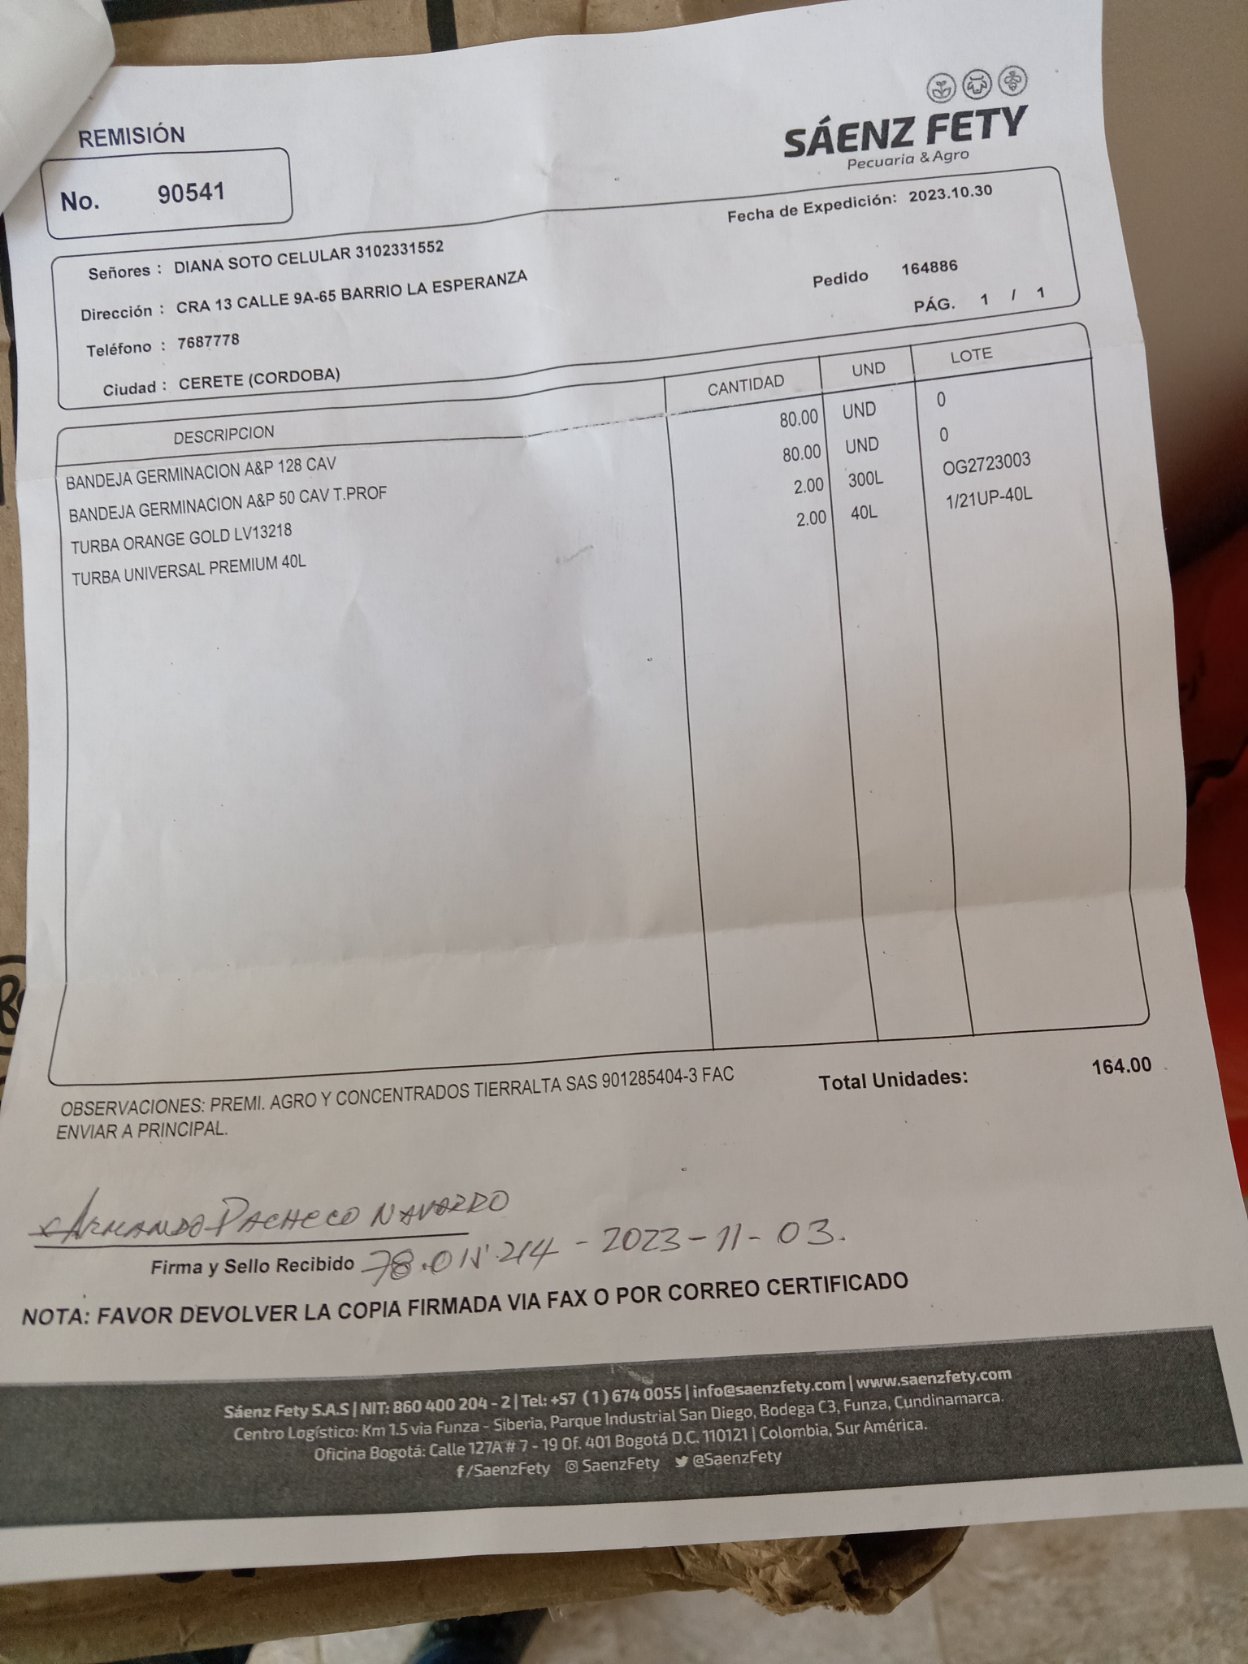 REMISIÓN
No. 90541
SÁENZ FETY
Pecuaria & Agro
Fecha de Expedición: 2023.10.30
Señores : DIANA SOTO CELULAR 3102331552
Dirección : CRA 13 CALLE 9A-65 BARRIO LA ESPERANZA
Teléfono : 7687778
Ciudad : CERETE (CORDOBA)
Pedido 164886
PÁG. 1 / 1
DESCRIPCION CANTIDAD UND LOTE
BANDEJA GERMINACION A&P 128 CAV 80.00 UND 0
BANDEJA GERMINACION A&P 50 CAV T.PROF 80.00 UND 0
TURBA ORANGE GOLD LV13218 2.00 300L OG2723003
TURBA UNIVERSAL PREMIUM 40L 2.00 40L 1/21UP-40L
OBSERVACIONES: PREMI. AGRO Y CONCENTRADOS TIERRALTA SAS 901285404-3 FAC
ENVIAR A PRINCIPAL.
Total Unidades: 164.00
ARMANDO PACHECO NAVARRO
Firma y Sello Recibido - 2023-11-03.
NOTA: FAVOR DEVOLVER LA COPIA FIRMADA VIA FAX O POR CORREO CERTIFICADO
Sáenz Fety S.A.S | NIT: 860 400 204 - 2 | Tel: +57 (1) 674 0055 | info@saenzfety.com | www.saenzfety.com
Centro Logístico: Km 1.5 via Funza - Siberia, Parque Industrial San Diego, Bodega C3, Funza, Cundinamarca.
Oficina Bogotá: Calle 127A # 7 - 19 Of. 401 Bogotá D.C. 110121 | Colombia, Sur América.
f/SaenzFety SaenzFety @SaenzFety